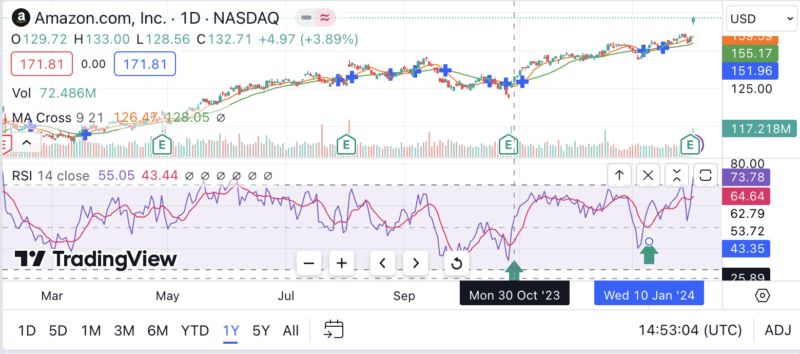 Amazon.com, Inc. · 1D · NASDAQ
USD
O129.72 H133.00 L128.56 C132.71 +4.97 (+3.89%)
171.81 0.00 171.81
155.17
151.96
125.00
Vol 72.486M
MA Cross 9 21 126.47 128.05 ∅
117.218M
E E E E
80.00
RSI 14 close 55.05 43.44 ∅ ∅ ∅ ∅ ∅ ∅
73.78
64.64
62.79
53.72
43.35
25.89
TradingView
Mar May Jul Sep Mon 30 Oct '23 Wed 10 Jan '24
1D 5D 1M 3M 6M YTD 1Y 5Y All 14:53:04 (UTC) ADJ